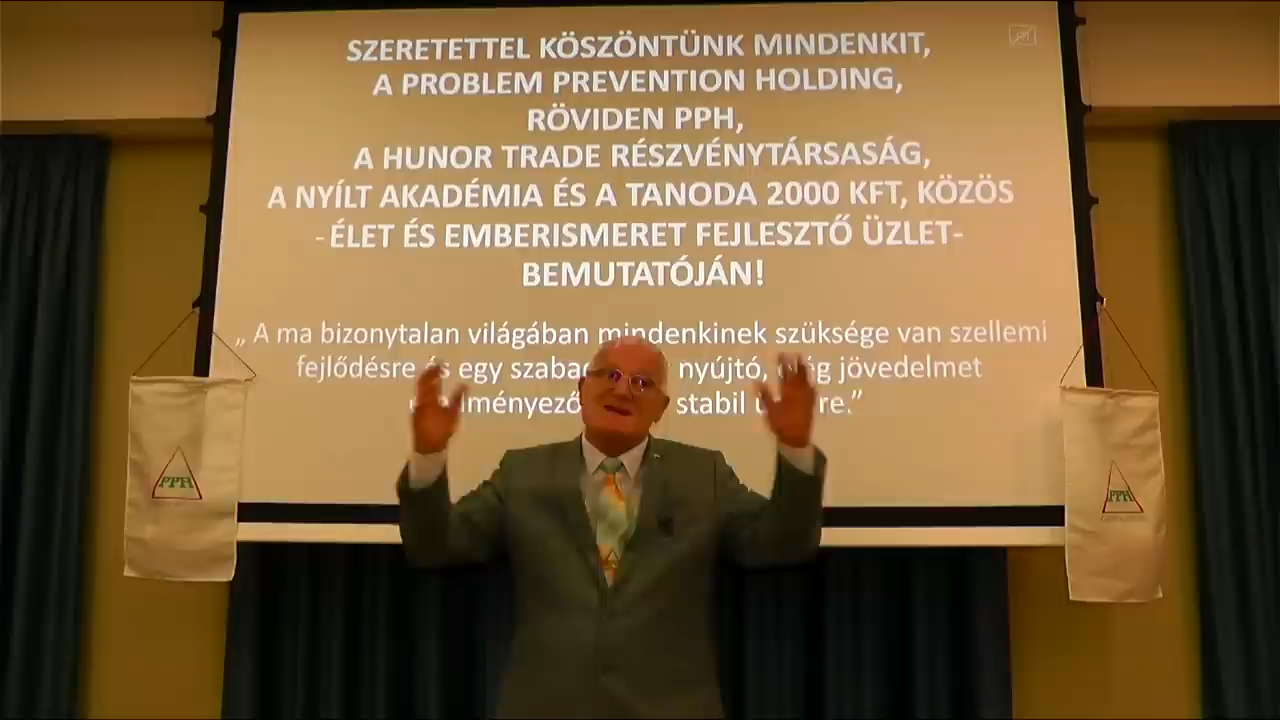 SZERETETTEL KÖSZÖNTÜNK MINDENKIT,
A PROBLEM PREVENTION HOLDING,
RÖVIDEN PPH,
A HUNOR TRADE RÉSZVÉNYTÁRSASÁG,
A NYÍLT AKADÉMIA ÉS A TANODA 2000 KFT, KÖZÖS
- ÉLET ÉS EMBERISMERET FEJLESZTŐ ÜZLET-
BEMUTATÓJÁN!
„ A ma bizonytalan világában mindenkinek szüksége van szellemi
fejlődésre és egy nyújtó, jövedelmet
stabil
PPH
PPH